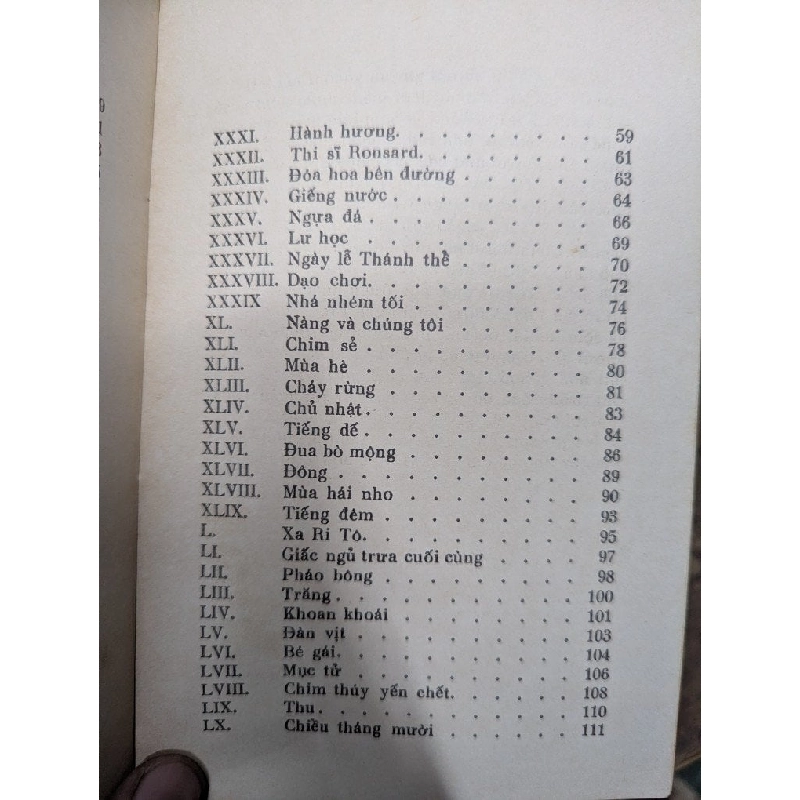 XXXI. Hành hương. . . . . . . . . 59
XXXII. Thi sĩ Ronsard. . . . . . . . 61
XXXIII. Đóa hoa bên đường . . . . . . . 63
XXXIV. Giếng nước . . . . . . . . . 64
XXXV. Ngựa đá . . . . . . . . . . 66
XXXVI. Lư học . . . . . . . . . . 69
XXXVII. Ngày lễ Thánh thể . . . . . . . 70
XXXVIII. Dạo chơi. . . . . . . . . . 72
XXXIX Nhá nhém tối . . . . . . . . 74
XL. Nàng và chúng tôi . . . . . . . 76
XLI. Chim sẻ . . . . . . . . . . 78
XLII. Mùa hè . . . . . . . . . . 80
XLIII. Cháy rừng . . . . . . . . . 81
XLIV. Chủ nhật. . . . . . . . . . 83
XLV. Tiếng dế . . . . . . . . . . 84
XLVI. Đua bò mộng . . . . . . . . 86
XLVII. Đông . . . . . . . . . . . 89
XLVIII. Mùa hái nho . . . . . . . . 90
XLIX. Tiếng đêm . . . . . . . . . 93
L. Xa Ri Tô. . . . . . . . . . 95
LI. Giấc ngủ trưa cuối cùng . . . . 97
LII. Pháo bông . . . . . . . . . 98
LIII. Trăng . . . . . . . . . . . 100
LIV. Khoan khoái . . . . . . . . 101
LV. Đàn vịt . . . . . . . . . . 103
LVI. Bé gái. . . . . . . . . . . 104
LVII. Mục tử . . . . . . . . . . 106
LVIII. Chim thúy yến chết. . . . . . . 108
LIX. Thu . . . . . . . . . . . . 110
LX. Chiều tháng mười . . . . . . . 111